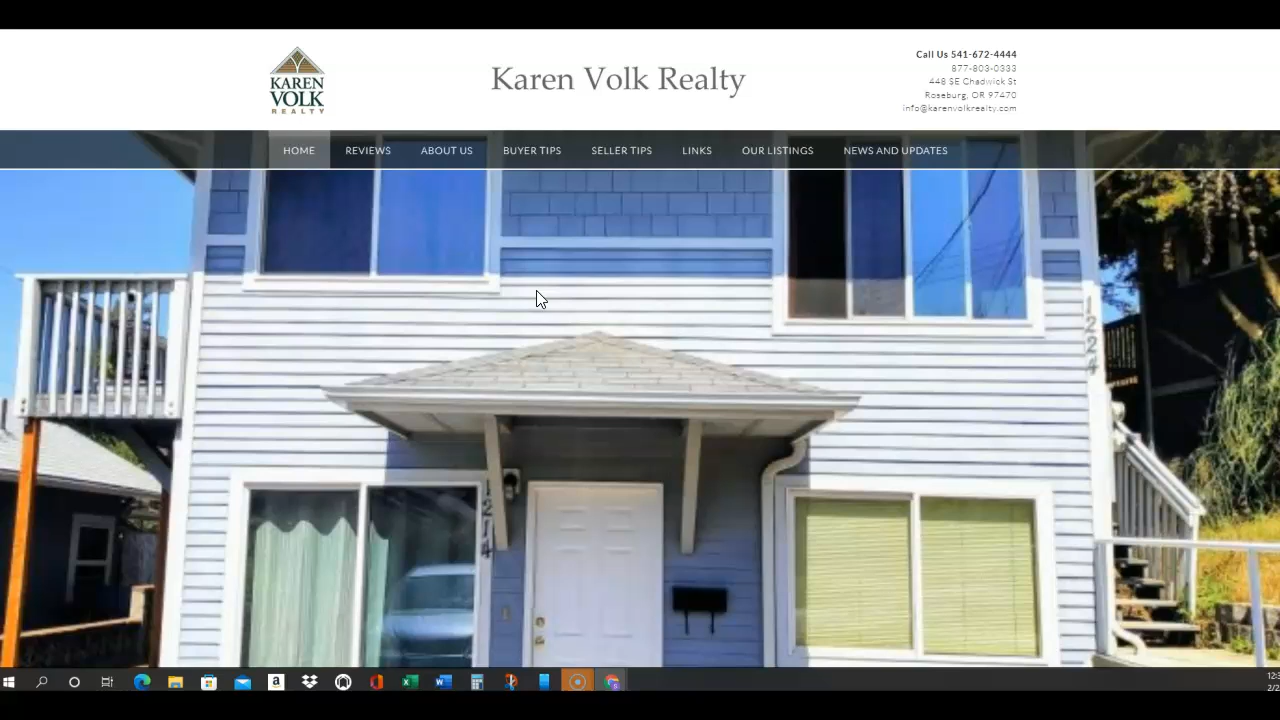 KAREN
VOLK
REALTY
Karen Volk Realty
Call Us 541-672-4444
877-803-0333
448 SE Chadwick St
Roseburg, OR 97470
info@karenvolkrealty.com
HOME REVIEWS ABOUT US BUYER TIPS SELLER TIPS LINKS OUR LISTINGS NEWS AND UPDATES
1224
1214